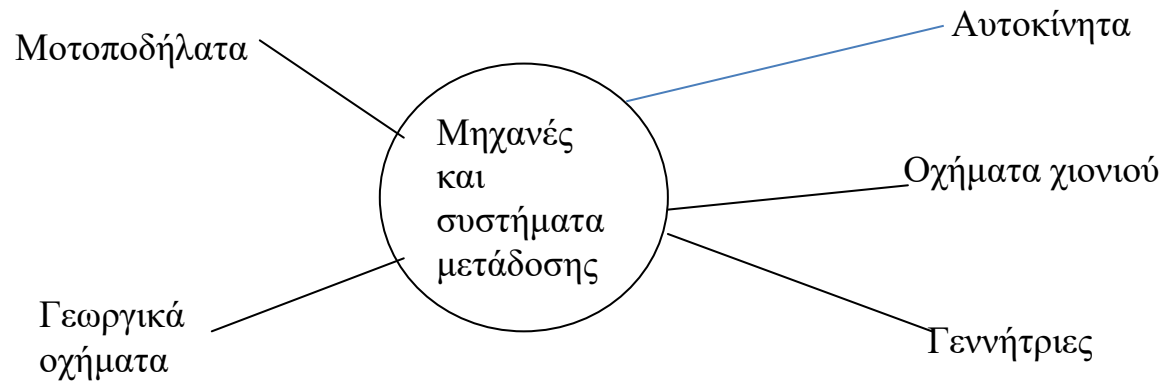 Μοτοποδήλατα
Αυτοκίνητα
Μηχανές
και
συστήματα
μετάδοσης
Οχήματα χιονιού
Γεωργικά
οχήματα
Γεννήτριες